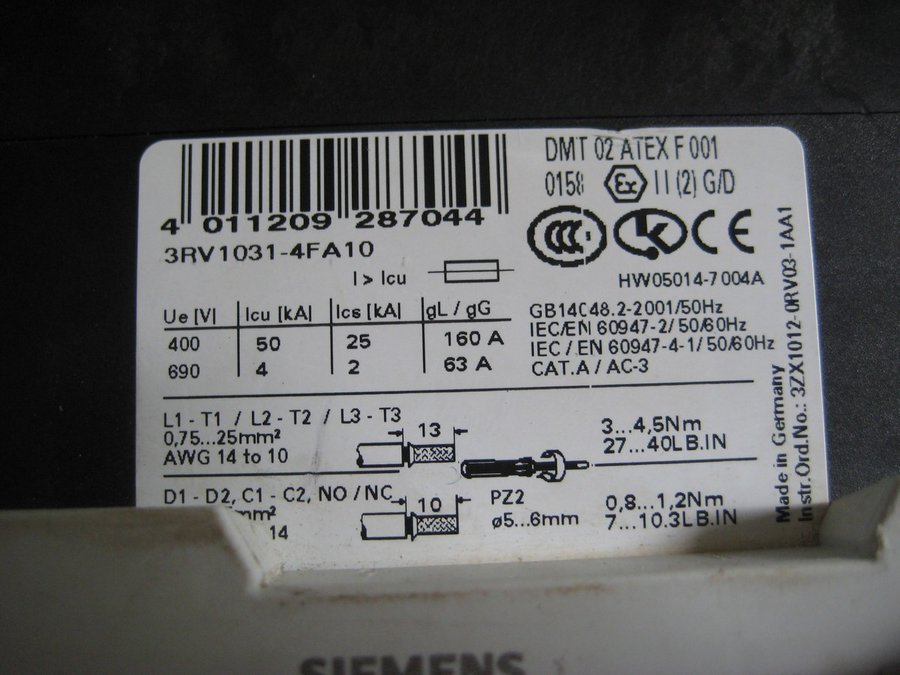 DMT 02 ATEX F 001
0158 Ex II (2) G/D
4 011209 287044
3RV1031-4FA10
CE
I > Icu
HW05014-7004A
Ue [V] Icu [kA] Ics [kA] gL / gG
400 50 25 160 A
690 4 2 63 A
GB14048.2-2001/50Hz
IEC/EN 60947-2/ 50/60Hz
IEC / EN 60947-4-1/ 50/60Hz
CAT.A / AC-3
L1 - T1 / L2 - T2 / L3 - T3
0,75...25mm²
AWG 14 to 10
13
3...4,5Nm
27...40LB.IN
D1 - D2, C1 - C2, NO / NC
mm²
14
10
PZ2
ø5...6mm
0,8...1,2Nm
7...10.3LB.IN
Made in Germany
Instr.Ord.No.: 3ZX1012-0RV03-1AA1
SIEMENS